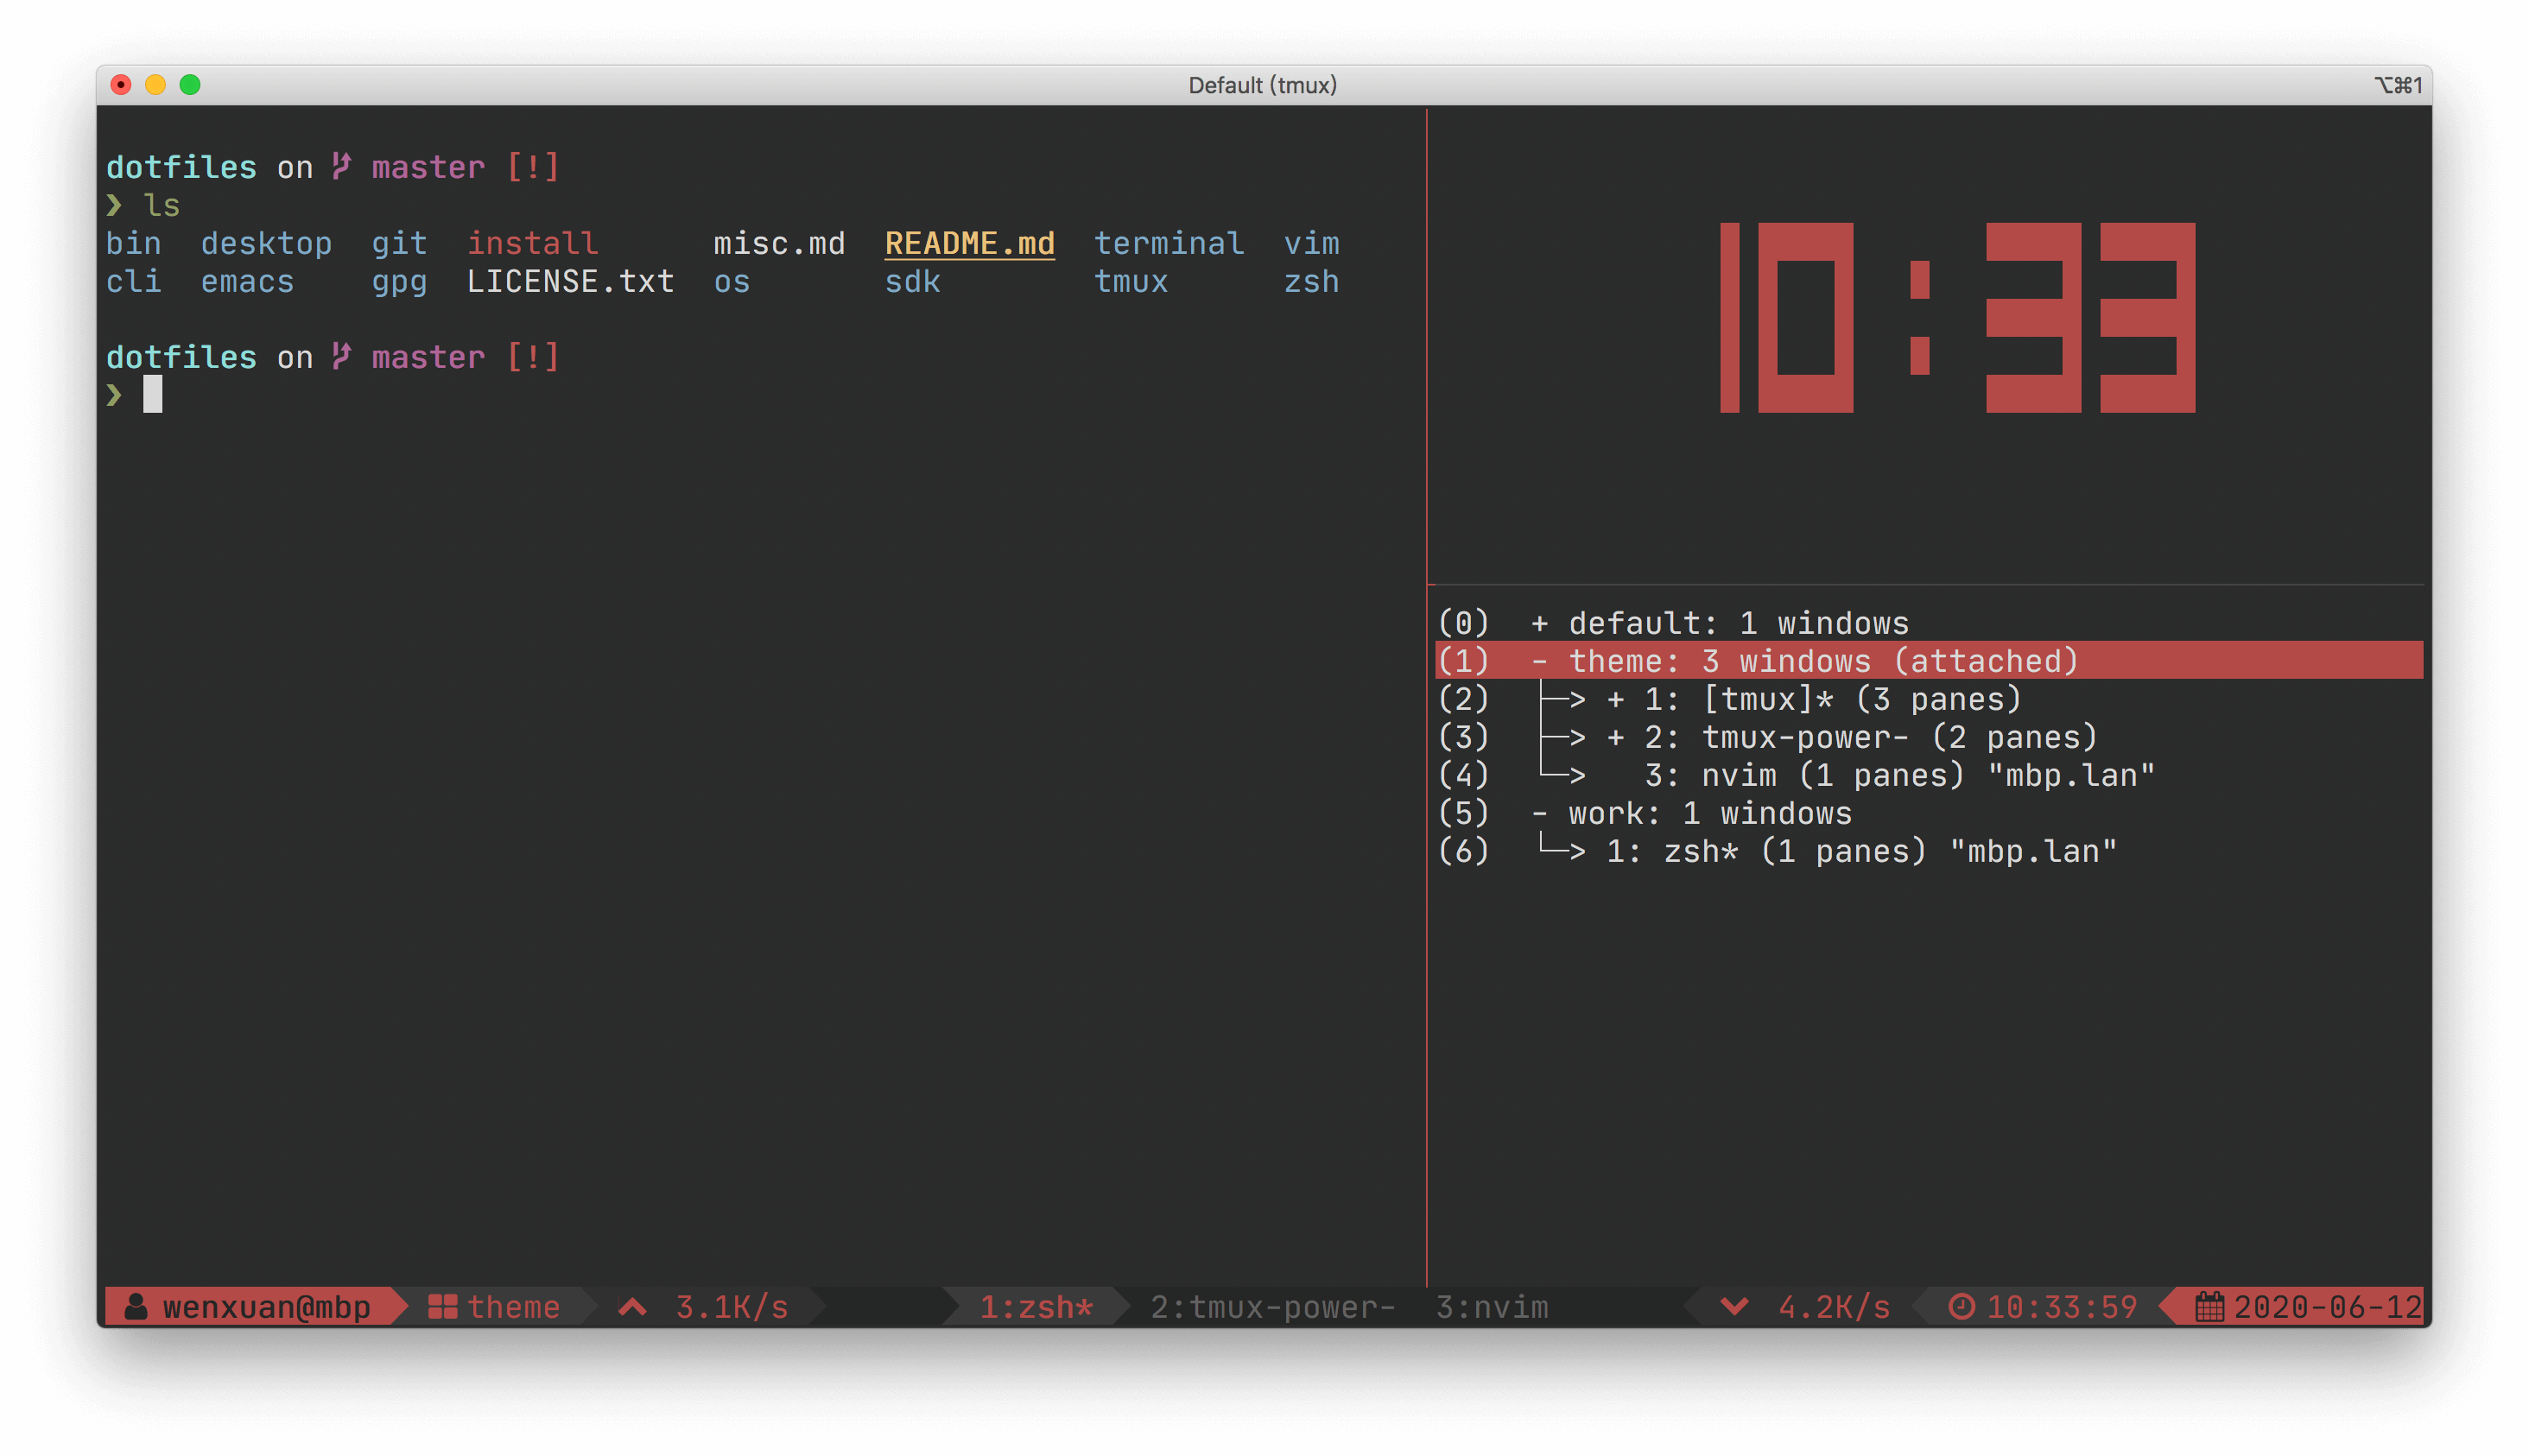 Default (tmux)
⌥⌘1
dotfiles on master [!]
❯ ls
bin desktop git install misc.md README.md terminal vim
cli emacs gpg LICENSE.txt os sdk tmux zsh
dotfiles on master [!]
❯
10:33
(0) + default: 1 windows
(1) - theme: 3 windows (attached)
(2) ├─> + 1: [tmux]* (3 panes)
(3) ├─> + 2: tmux-power- (2 panes)
(4) └─> 3: nvim (1 panes) "mbp.lan"
(5) - work: 1 windows
(6) └─> 1: zsh* (1 panes) "mbp.lan"
wenxuan@mbp theme 3.1K/s 1:zsh* 2:tmux-power- 3:nvim 4.2K/s 10:33:59 2020-06-12